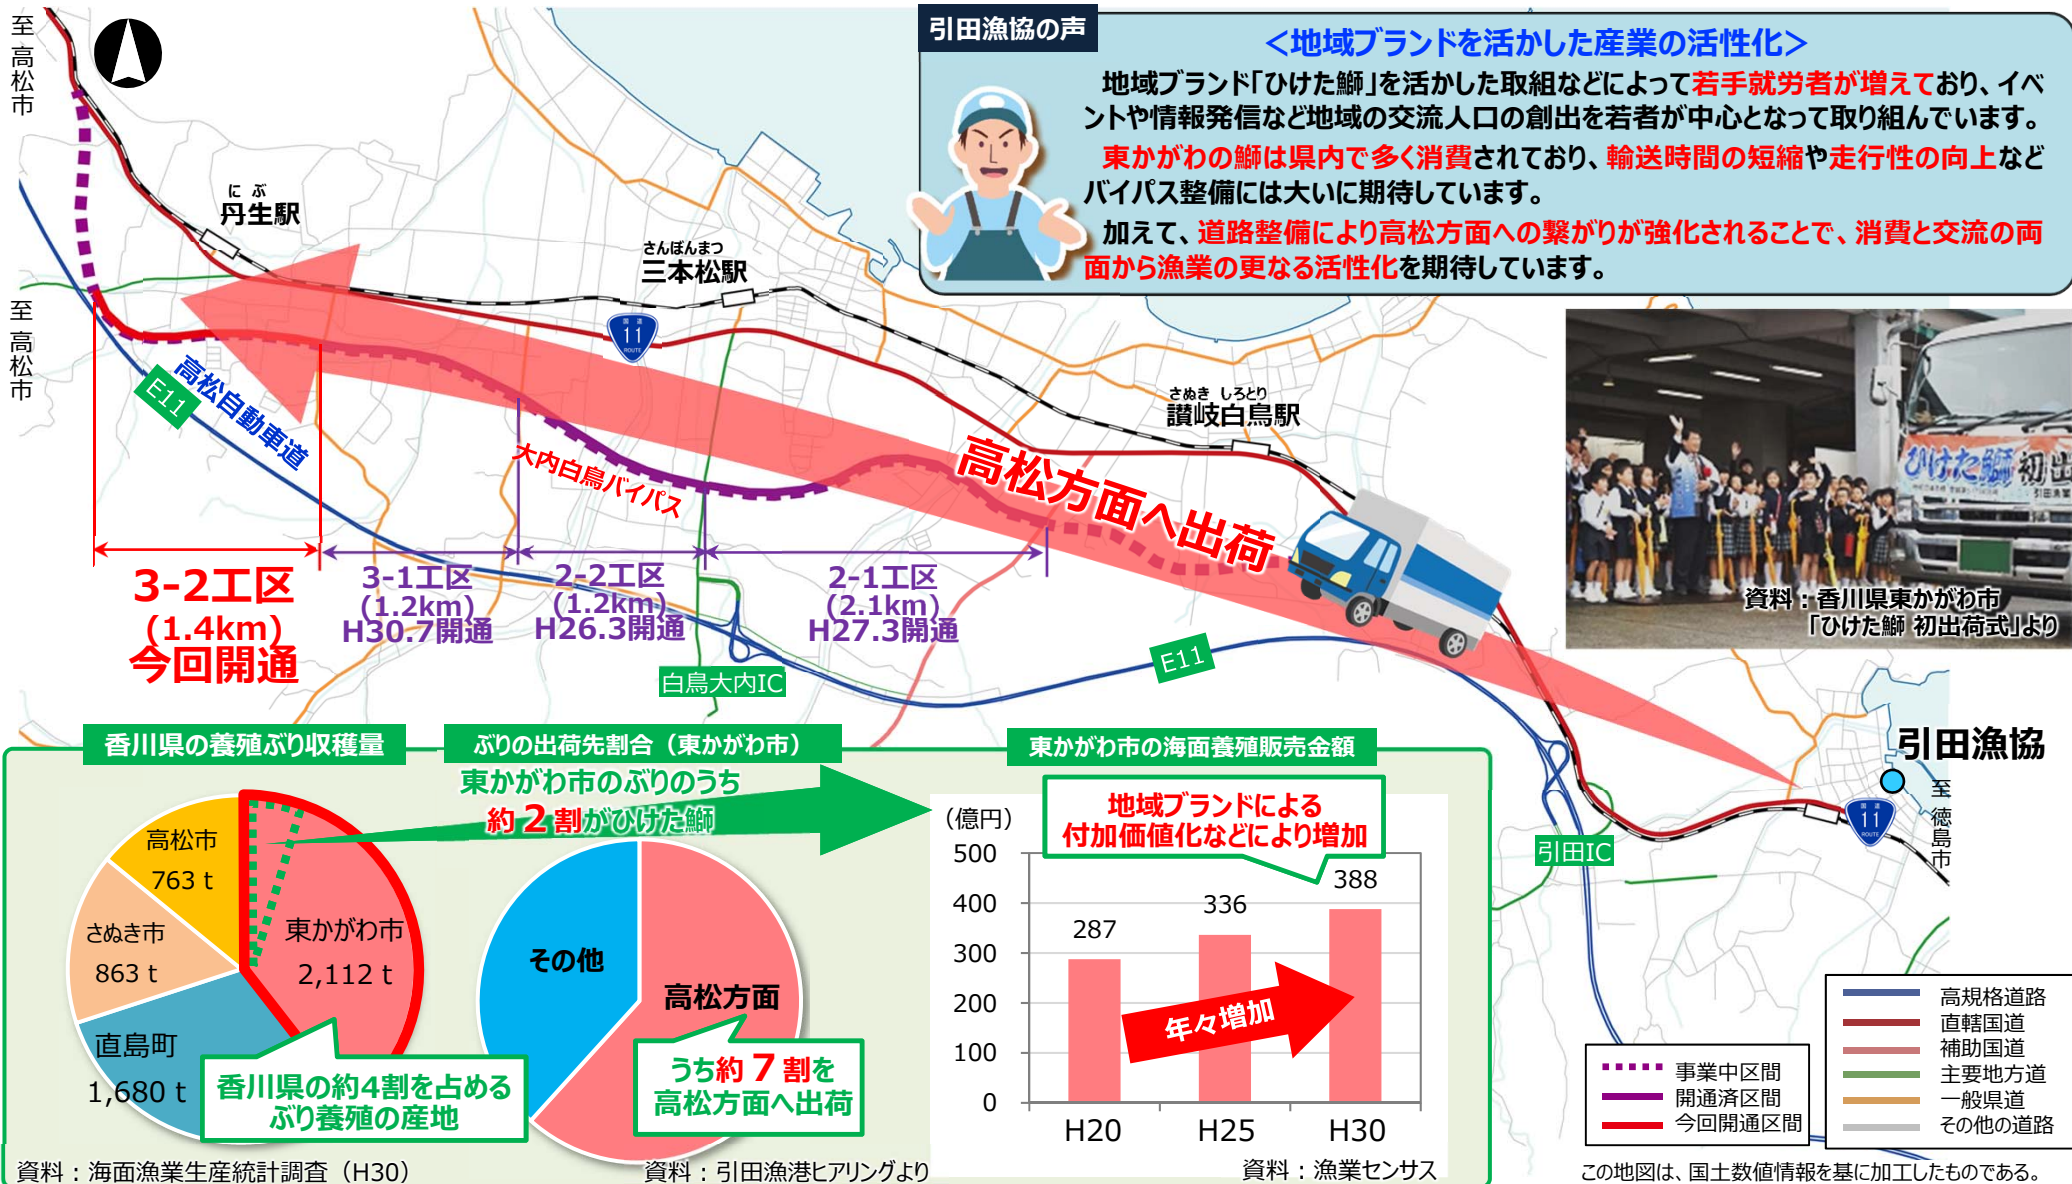 至高松市
引田漁協の声
<地域ブランドを活かした産業の活性化>
地域ブランド「ひけた鰤」を活かした取組などによって若手就労者が増えており、イベ
ントや情報発信など地域の交流人口の創出を若者が中心となって取り組んでいます。
東かがわの鰤は県内で多く消費されており、輸送時間の短縮や走行性の向上など
バイパス整備には大いに期待しています。
加えて、道路整備により高松方面への繋がりが強化されることで、消費と交流の両
面から漁業の更なる活性化を期待しています。
にぶ
丹生駅
さんぼんまつ
三本松駅
国道
11
ROUTE
さぬき しろとり
讃岐白鳥駅
至高松市
E11
高松自動車道
大内白鳥バイパス
高松方面へ出荷
ひけた鰤 初出
資料：香川県東かがわ市
「ひけた鰤 初出荷式」より
3-2工区
(1.4km)
今回開通
3-1工区
(1.2km)
H30.7開通
2-2工区
(1.2km)
H26.3開通
2-1工区
(2.1km)
H27.3開通
白鳥大内IC
E11
引田漁協
至徳島市
国道
11
ROUTE
引田IC
香川県の養殖ぶり収穫量
高松市
763 t
さぬき市
863 t
直島町
1,680 t
東かがわ市
2,112 t
香川県の約4割を占める
ぶり養殖の産地
資料：海面漁業生産統計調査（H30）
ぶりの出荷先割合（東かがわ市）
東かがわ市のぶりのうち
約2割がひけた鰤
その他
高松方面
うち約7割を
高松方面へ出荷
資料：引田漁港ヒアリングより
東かがわ市の海面養殖販売金額
地域ブランドによる
付加価値化などにより増加
（億円）
500
400
300
200
100
0
287
336
388
年々増加
H20
H25
H30
資料：漁業センサス
事業中区間
開通済区間
今回開通区間
高規格道路
直轄国道
補助国道
主要地方道
一般県道
その他の道路
この地図は、国土数値情報を基に加工したものである。